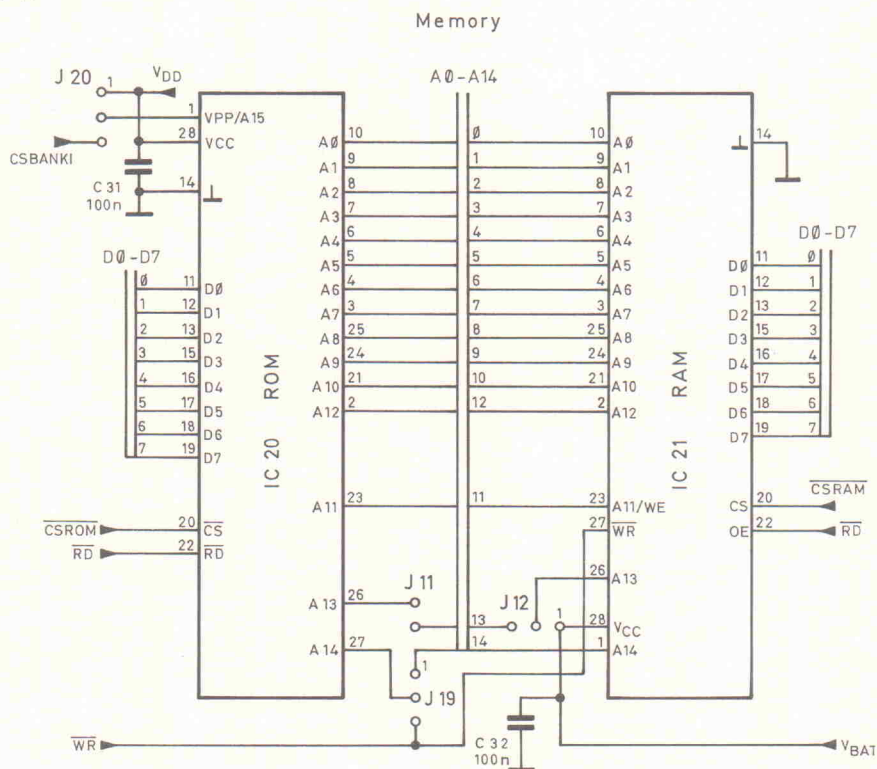 Memory
J 20
1
VDD
A0-A14
1
VPP/A15
28
VCC
CSBANKI
C 31
100n
14
A0 10 0 10 A0
A1 9 1 9 A1
A2 8 2 8 A2
A3 7 3 7 A3
A4 6 4 6 A4
A5 5 5 5 A5
A6 4 6 4 A6
A7 3 7 3 A7
A8 25 8 25 A8
A9 24 9 24 A9
A10 21 10 21 A10
A12 2 12 2 A12
14
D0-D7
0 11 D0
1 12 D1
2 13 D2
3 15 D3
4 16 D4
5 17 D5
6 18 D6
7 19 D7
IC 20 ROM
IC 21 RAM
D0-D7
D0 11 0
D1 12 1
D2 13 2
D3 15 3
D4 16 4
D5 17 5
D6 18 6
D7 19 7
A11 23 11 23 A11/WE
CSROM 20 CS
RD 22 RD
27 WR
CS 20 CSRAM
OE 22 RD
A13 26 J 11
J 12 26 A13
13 1 28 VCC
A14 27 14 1 A14
1
J 19
WR
C 32
100n
VBAT